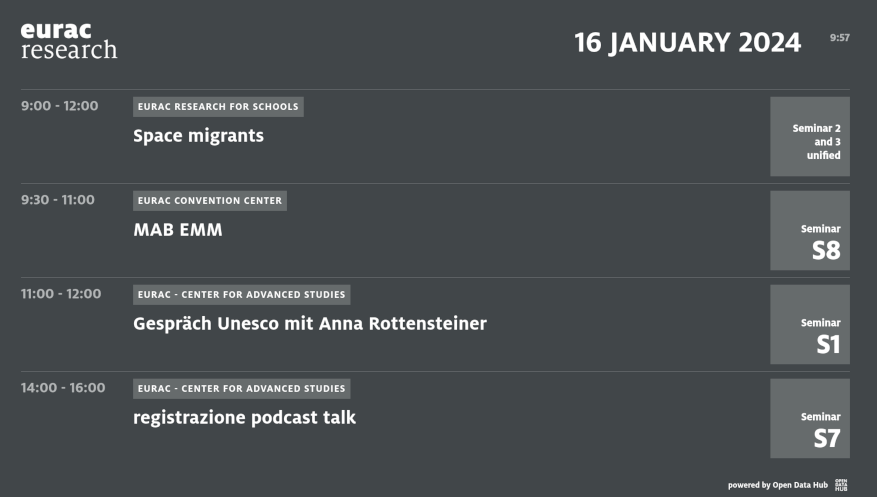 eurac
research
16 JANUARY 2024
9:57
9:00 - 12:00
EURAC RESEARCH FOR SCHOOLS
Space migrants
Seminar 2
and 3
unified
9:30 - 11:00
EURAC CONVENTION CENTER
MAB EMM
Seminar
S8
11:00 - 12:00
EURAC - CENTER FOR ADVANCED STUDIES
Gespräch Unesco mit Anna Rottensteiner
Seminar
S1
14:00 - 16:00
EURAC - CENTER FOR ADVANCED STUDIES
registrazione podcast talk
Seminar
S7
powered by Open Data Hub
OPEN
DATA
HUB